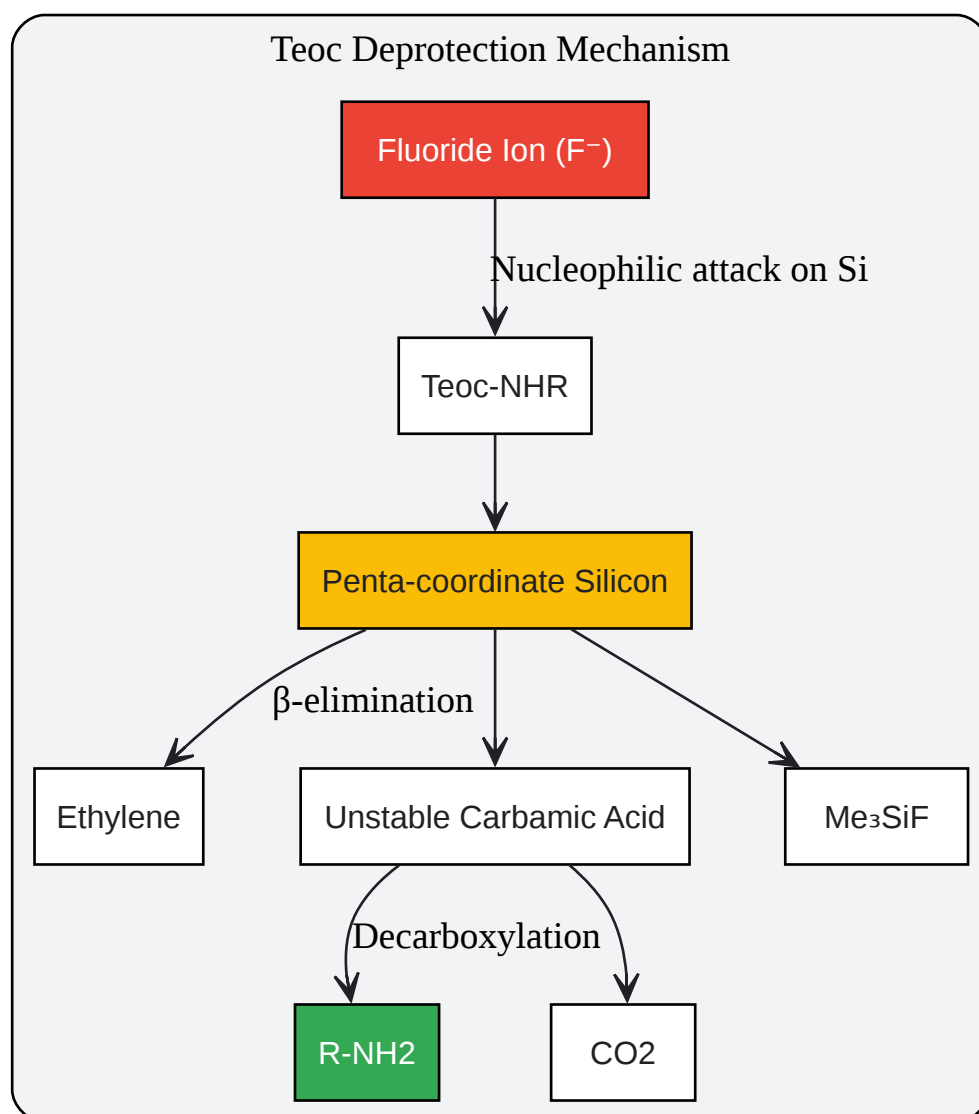 Teoc Deprotection Mechanism
Fluoride Ion (F⁻)
Nucleophilic attack on Si
Teoc-NHR
Penta-coordinate Silicon
β-elimination
Ethylene
Unstable Carbamic Acid
Me₃SiF
Decarboxylation
R-NH2
CO2